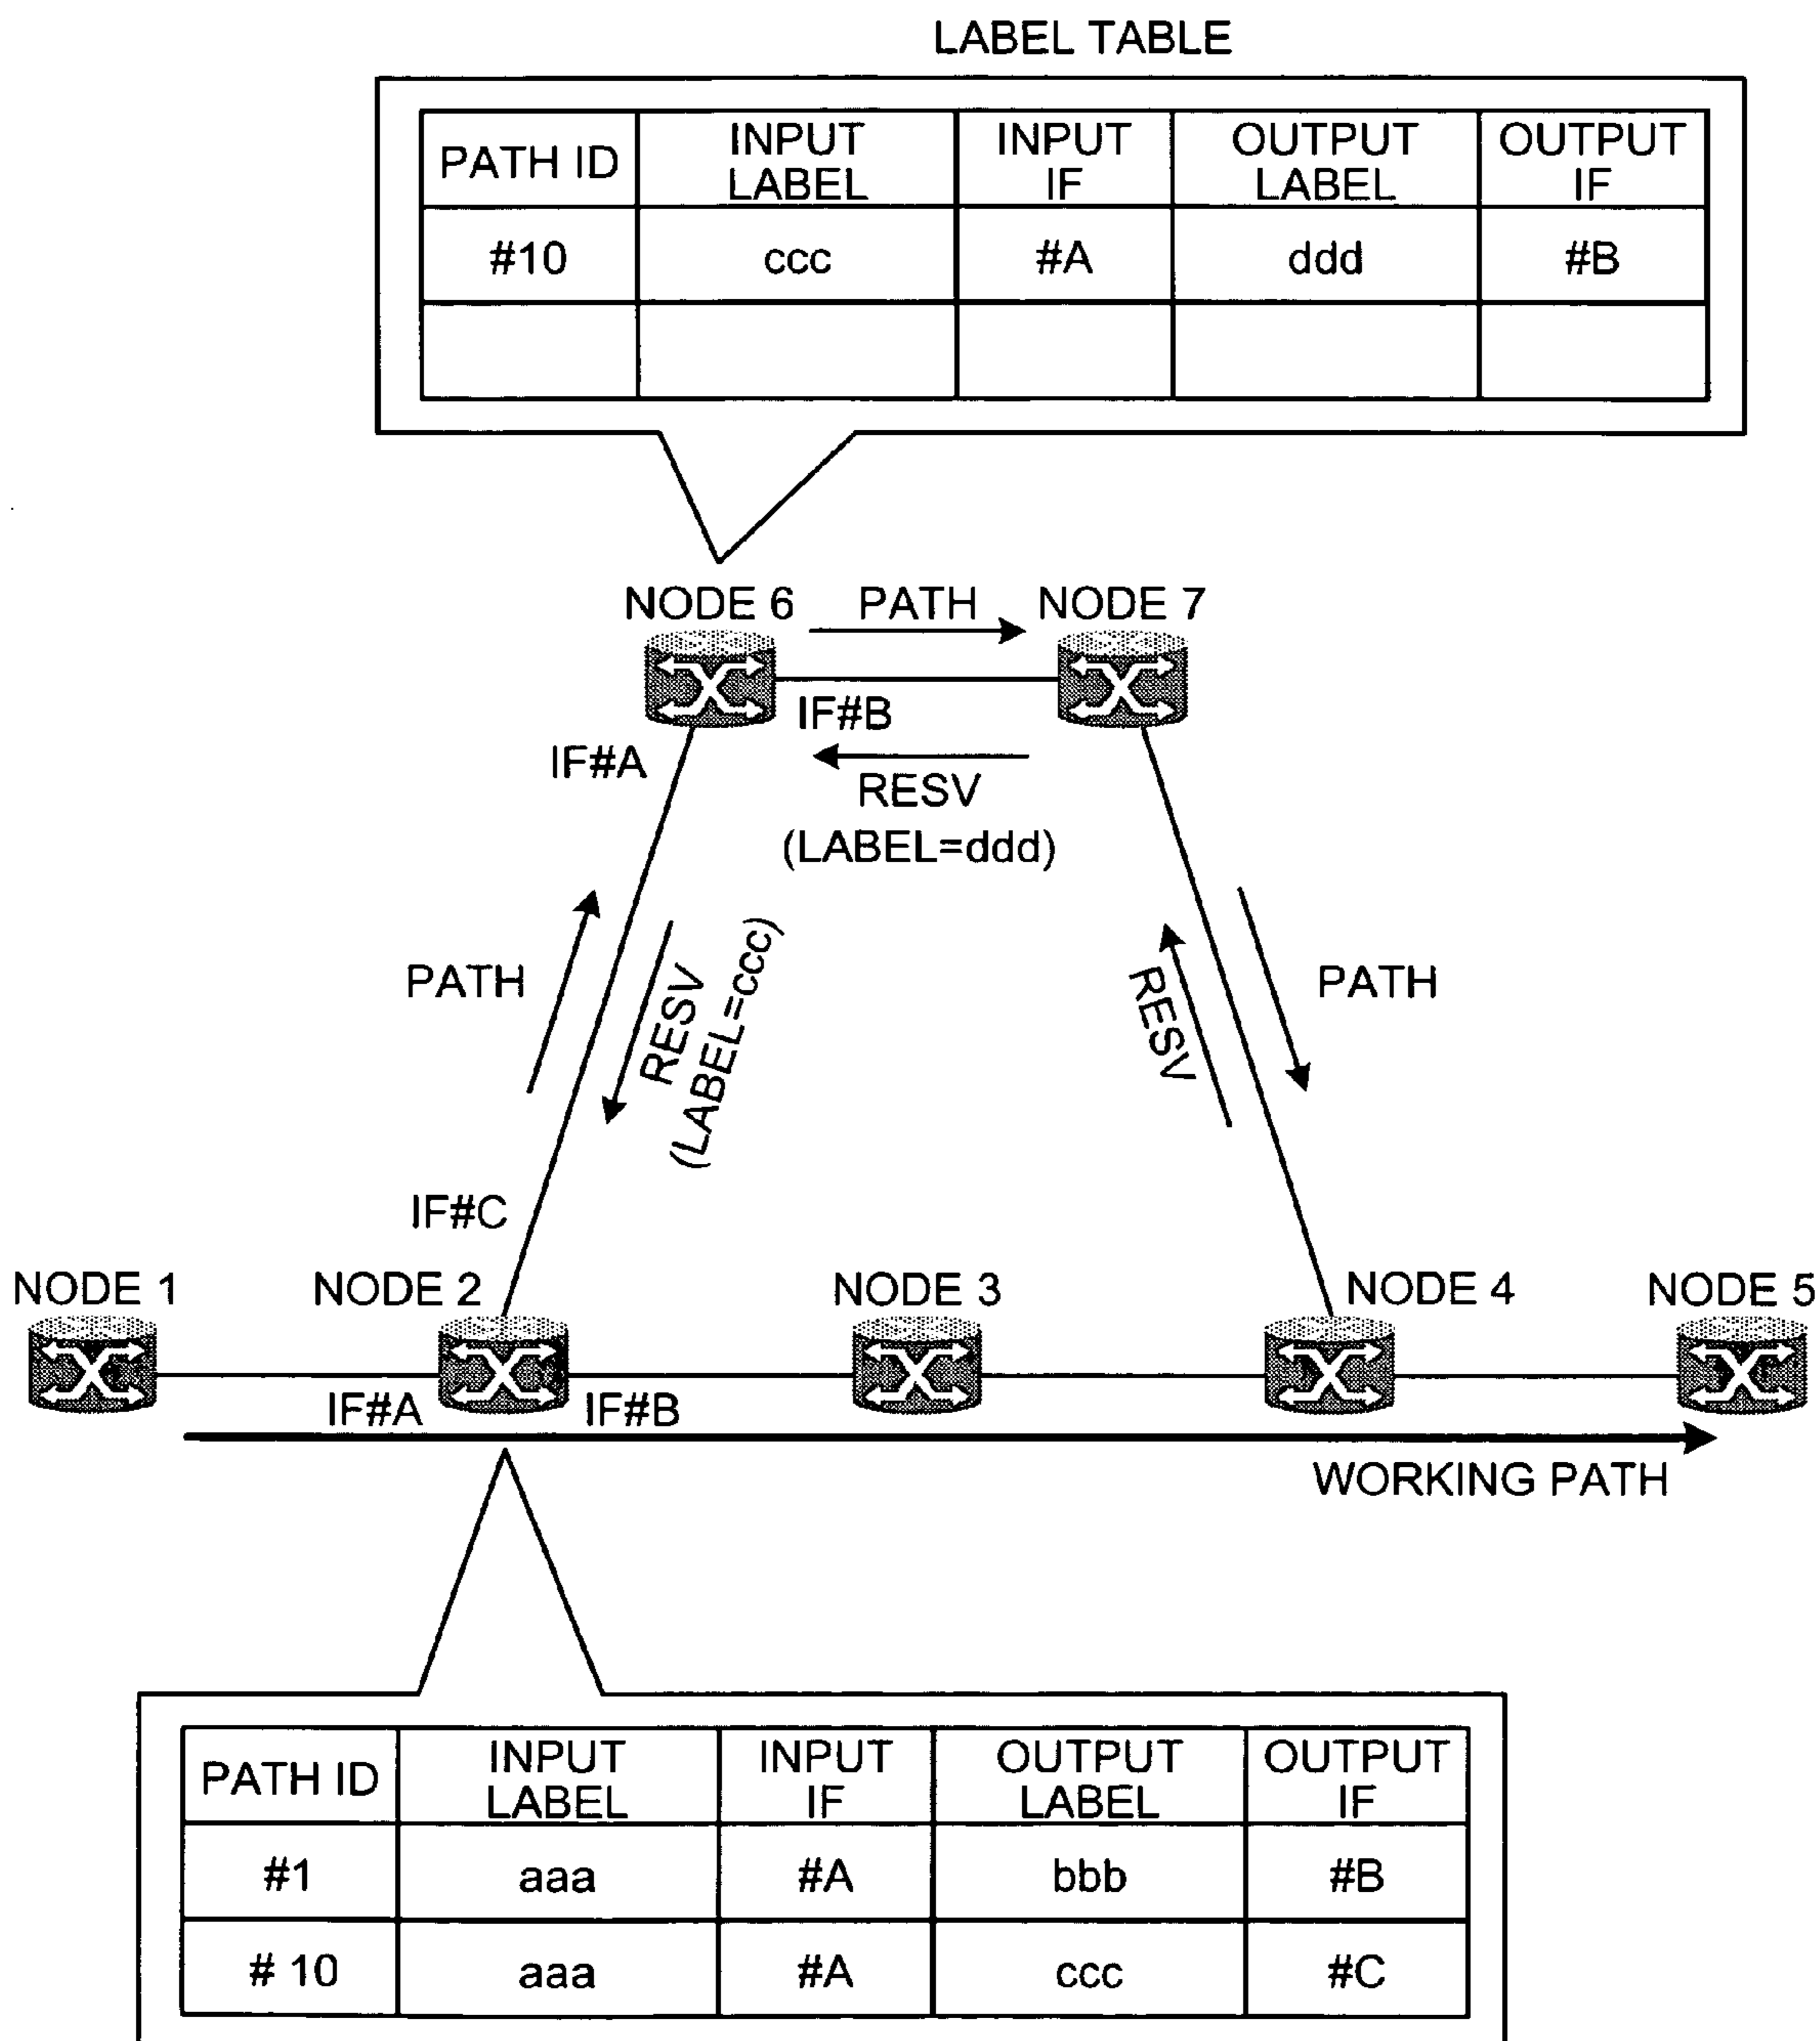 LABEL TABLE
PATH ID INPUT LABEL INPUT IF OUTPUT LABEL OUTPUT IF
#10 ccc #A ddd #B
NODE 6 PATH NODE 7
IF#B
IF#A
RESV
(LABEL=ddd)
PATH
RESV
(LABEL=ccc)
RESV
PATH
IF#C
NODE 1 NODE 2 NODE 3 NODE 4 NODE 5
IF#A IF#B
WORKING PATH
PATH ID INPUT LABEL INPUT IF OUTPUT LABEL OUTPUT IF
#1 aaa #A bbb #B
# 10 aaa #A ccc #C